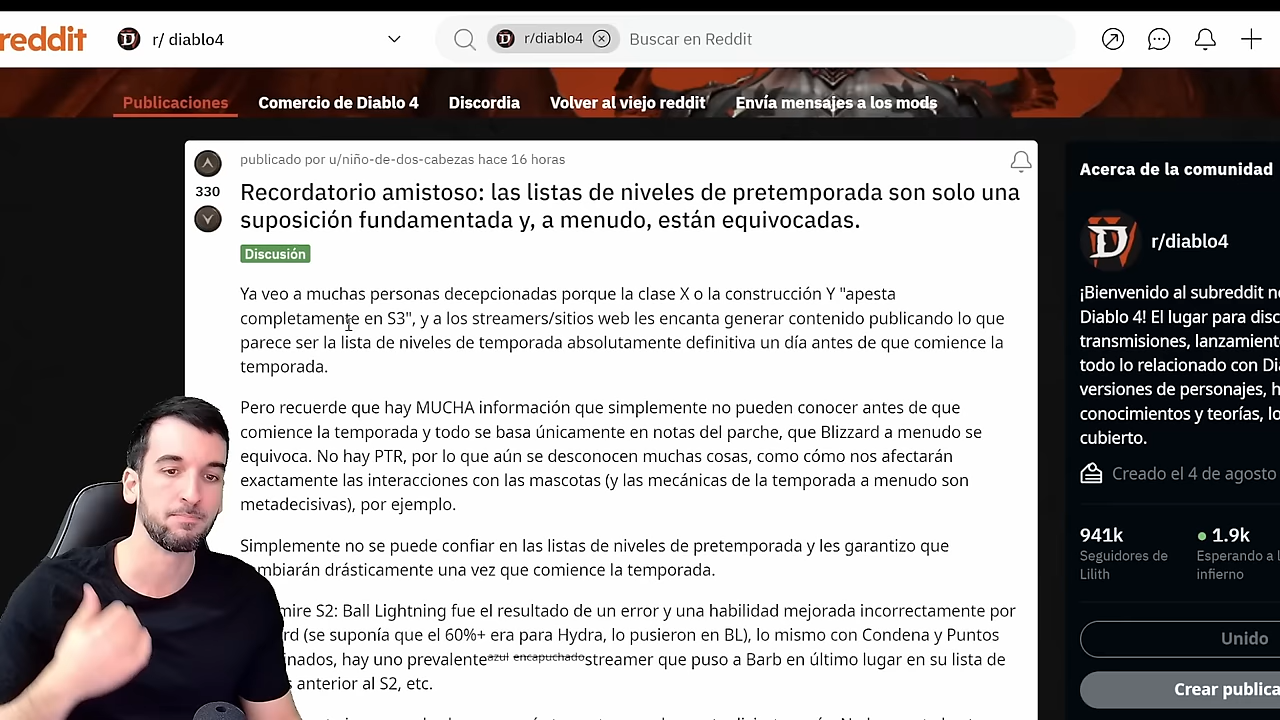 reddit
r/ diablo4
r/diablo4
Buscar en Reddit
Publicaciones
Comercio de Diablo 4
Discordia
Volver al viejo reddit
Envía mensajes a los mods
publicado por u/niño-de-dos-cabezas hace 16 horas
330
Recordatorio amistoso: las listas de niveles de pretemporada son solo una
suposición fundamentada y, a menudo, están equivocadas.
Discusión
Ya veo a muchas personas decepcionadas porque la clase X o la construcción Y "apesta
completamente en S3", y a los streamers/sitios web les encanta generar contenido publicando lo que
parece ser la lista de niveles de temporada absolutamente definitiva un día antes de que comience la
temporada.
Pero recuerde que hay MUCHA información que simplemente no pueden conocer antes de que
comience la temporada y todo se basa únicamente en notas del parche, que Blizzard a menudo se
equivoca. No hay PTR, por lo que aún se desconocen muchas cosas, como cómo nos afectarán
exactamente las interacciones con las mascotas (y las mecánicas de la temporada a menudo son
metadecisivas), por ejemplo.
Simplemente no se puede confiar en las listas de niveles de pretemporada y les garantizo que
mbiarán drásticamente una vez que comience la temporada.
mire S2: Ball Lightning fue el resultado de un error y una habilidad mejorada incorrectamente por
rd (se suponía que el 60%+ era para Hydra, lo pusieron en BL), lo mismo con Condena y Puntos
inados, hay uno prevalente azul encapuchado streamer que puso a Barb en último lugar en su lista de
s anterior al S2, etc.
Acerca de la comunidad
r/diablo4
¡Bienvenido al subreddit n
Diablo 4! El lugar para disc
transmisiones, lanzamient
todo lo relacionado con Di
versiones de personajes, h
conocimientos y teorías, lo
cubierto.
Creado el 4 de agosto
941k
1.9k
Seguidores de
Lilith
Esperando a l
infierno
Unido
Crear publica